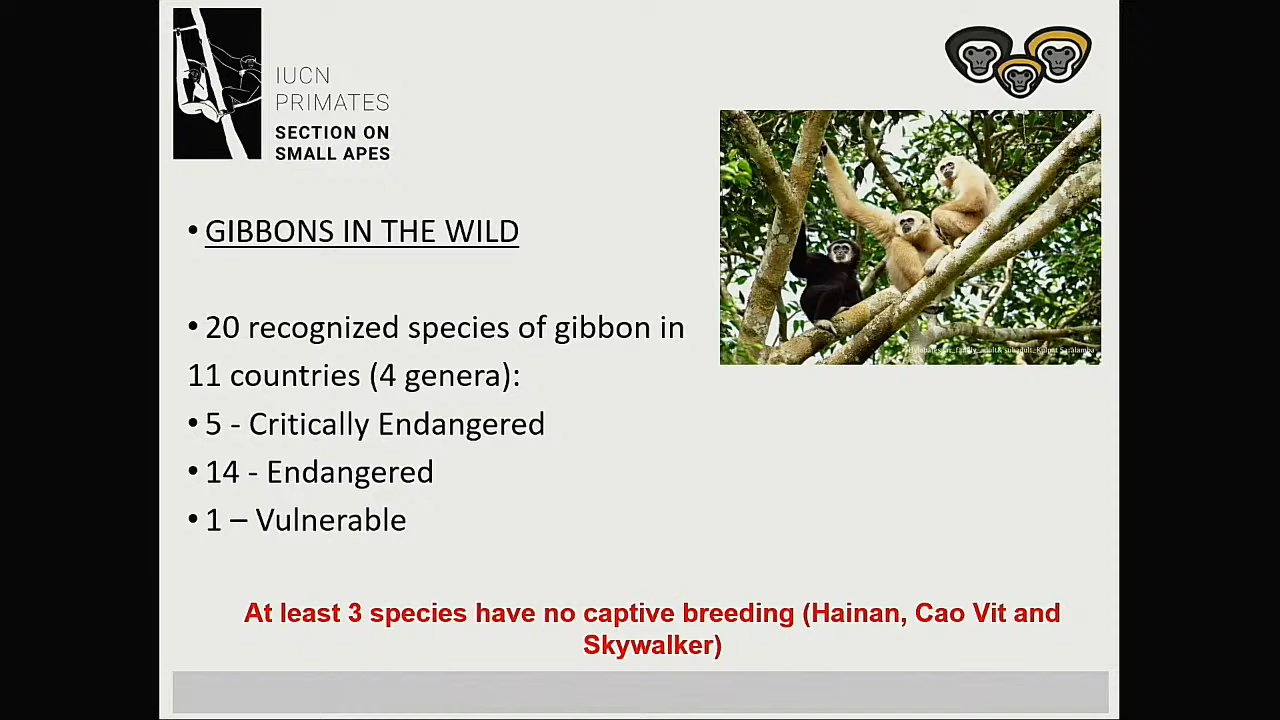 IUCN
PRIMATES
SECTION ON
SMALL APES
• GIBBONS IN THE WILD
• 20 recognized species of gibbon in
11 countries (4 genera):
• 5 - Critically Endangered
• 14 - Endangered
• 1 – Vulnerable
At least 3 species have no captive breeding (Hainan, Cao Vit and
Skywalker)